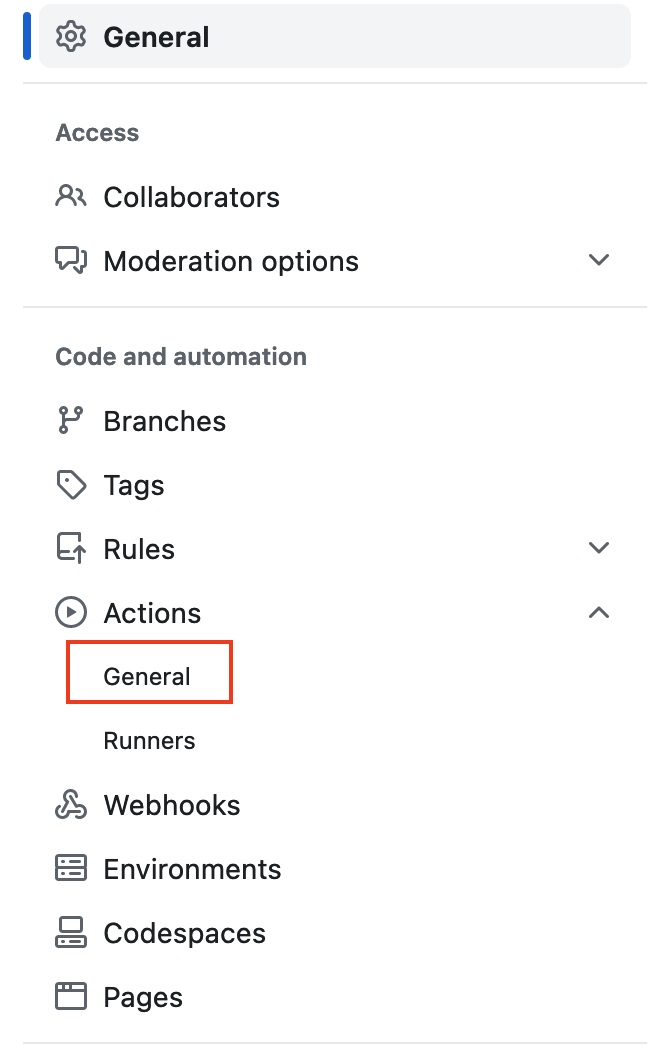 General
Access
Collaborators
Moderation options
Code and automation
Branches
Tags
Rules
Actions
General
Runners
Webhooks
Environments
Codespaces
Pages